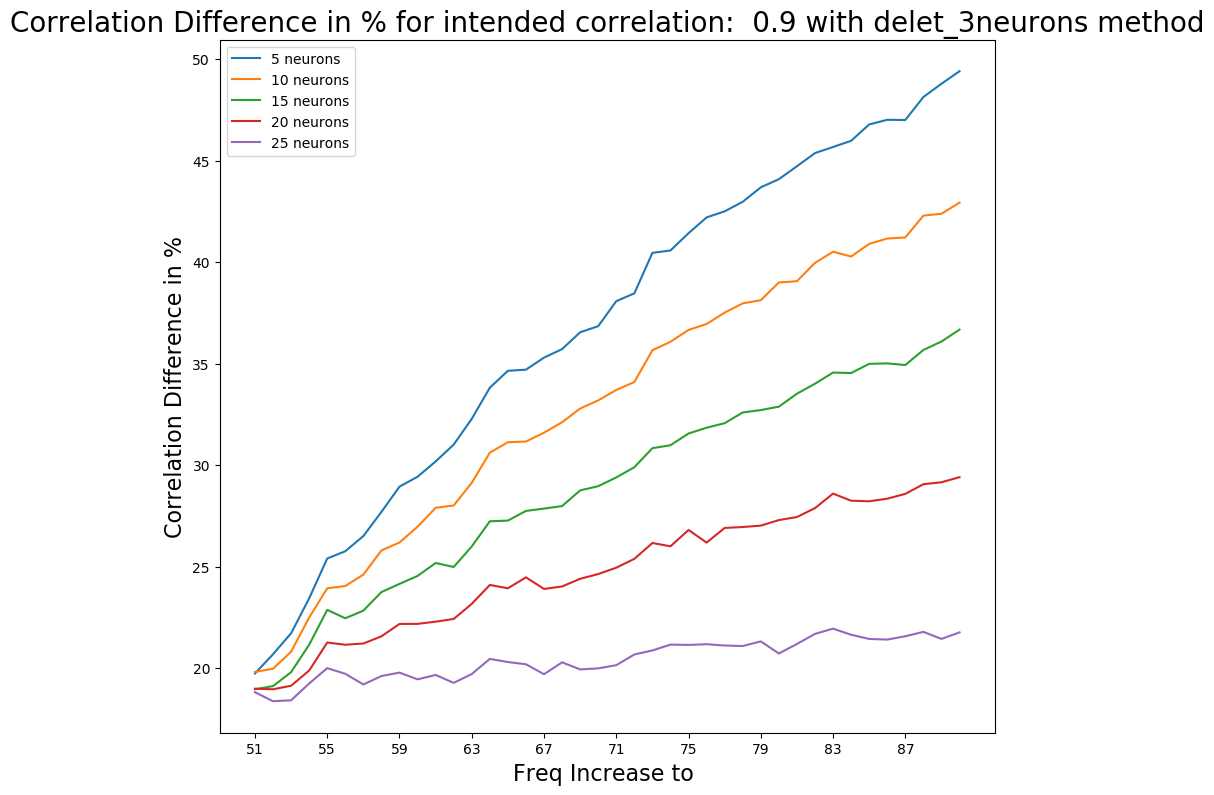 Correlation Difference in % for intended correlation:  0.9 with delet_3neurons method
5 neurons
10 neurons
15 neurons
20 neurons
25 neurons
Correlation Difference in %
50
45
40
35
30
25
20
51 55 59 63 67 71 75 79 83 87
Freq Increase to